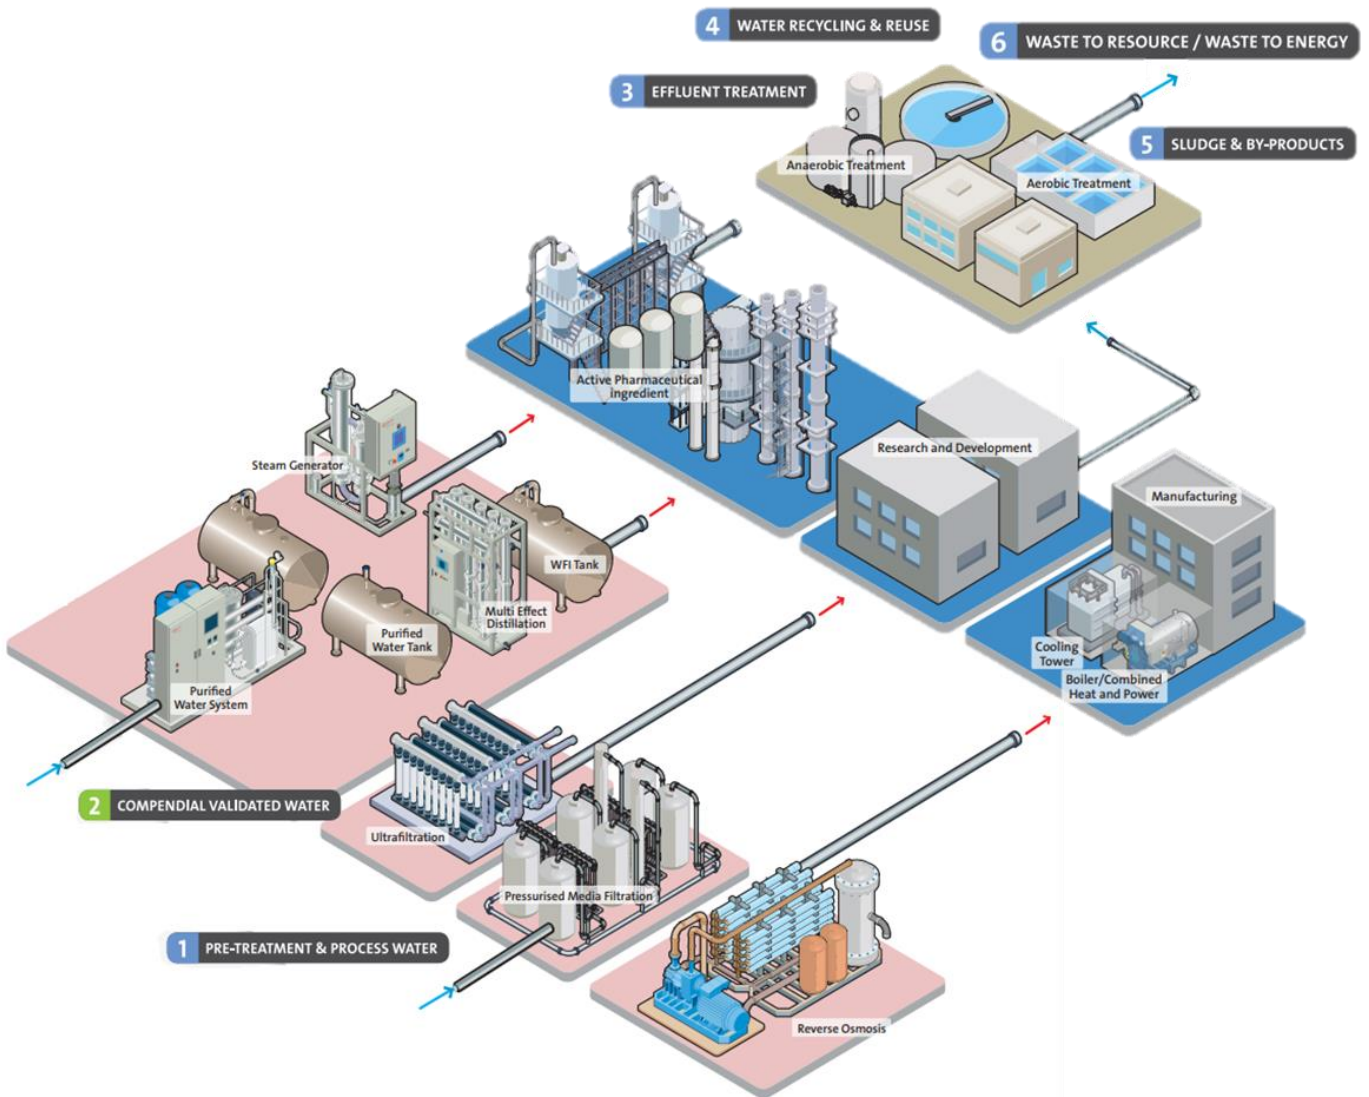 4 WATER RECYCLING & REUSE
6 WASTE TO RESOURCE / WASTE TO ENERGY
3 EFFLUENT TREATMENT
5 SLUDGE & BY-PRODUCTS
Anaerobic Treatment
Aerobic Treatment
Active Pharmaceutical
ingredient
Research and Development
Steam Generator
Manufacturing
WFI Tank
Multi Effect
Distillation
Purified
Water Tank
Cooling
Tower
Boiler/Combined
Heat and Power
Purified
Water System
2 COMPENDIAL VALIDATED WATER
Ultrafiltration
Pressurised Media Filtration
1 PRE-TREATMENT & PROCESS WATER
Reverse Osmosis